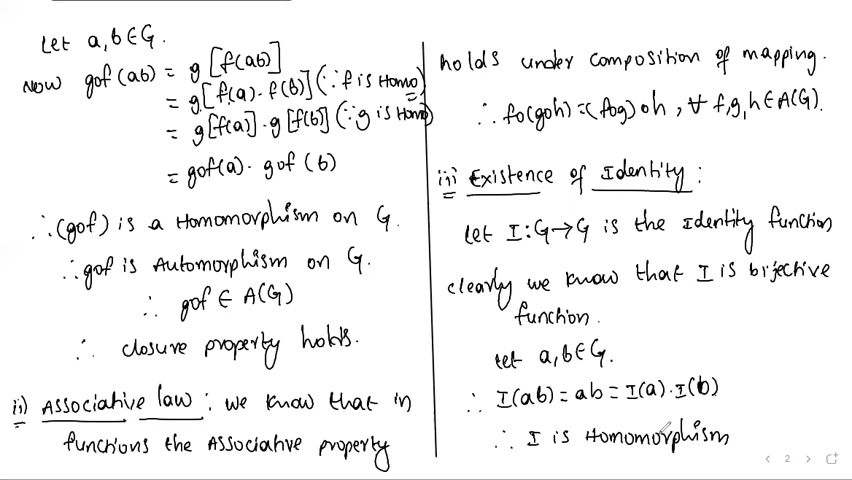 Let a,b∈G.
Now gof(ab) = g[f(ab)]
= g[f(a)·f(b)] (∵ f is Homo)
= g[f(a)]·g[f(b)] (∵ g is Homo)
= gof(a)· gof(b)
∴ (gof) is a Homomorphism on G.
∴ gof is Automorphism on G.
∴ gof ∈ A(G)
∴ closure property holds.
ii) Associative law : we know that in
functions the Associative property
holds under composition of mapping.
∴ fo(goh)=(fog)oh, ∀ f,g,h∈A(G).
iii) Existence of Identity :
Let I:G→G is the Identity function
clearly we know that I is bijective
function.
Let a,b∈G.
∴ I(ab)=ab=I(a)·I(b)
∴ I is Homomorphism
2